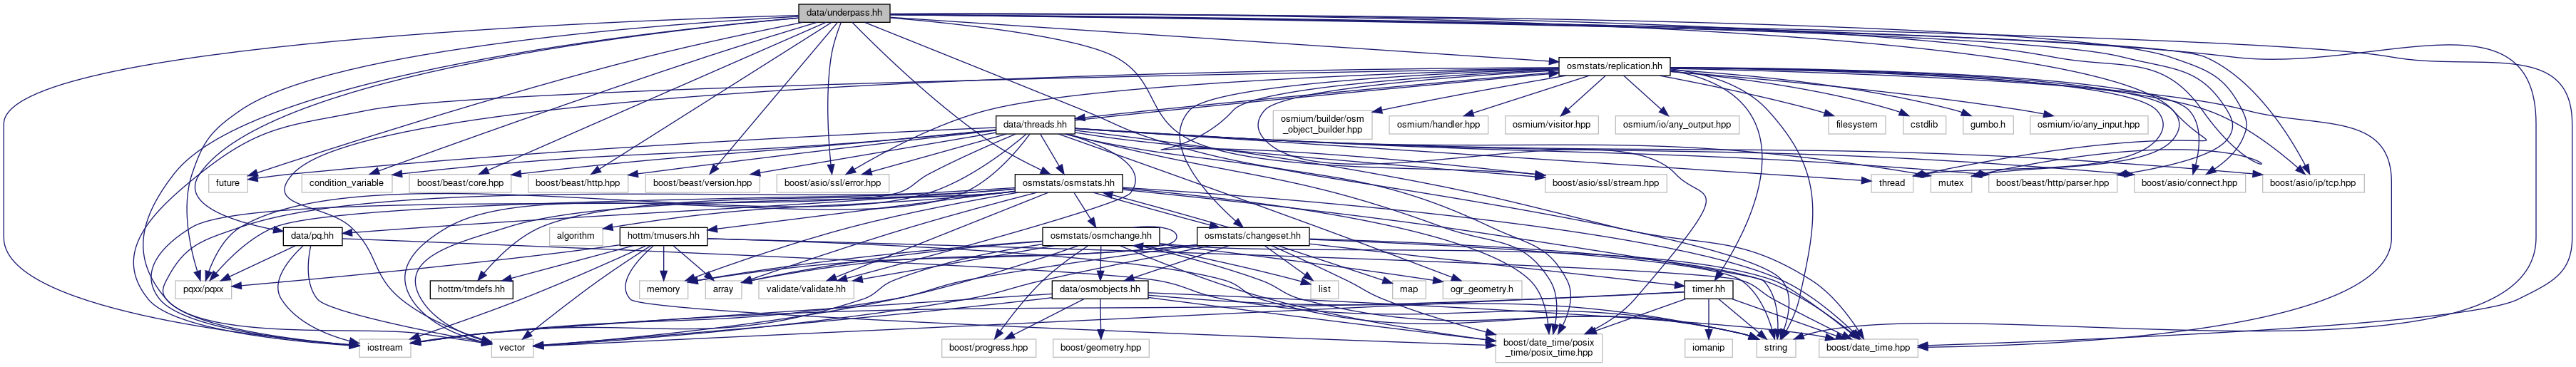 data/underpass.hh
osmstats/replication.hh
data/threads.hh
osmium/builder/osm
_object_builder.hpp
osmium/handler.hpp
osmium/visitor.hpp
osmium/io/any_output.hpp
filesystem
cstdlib
gumbo.h
osmium/io/any_input.hpp
future
condition_variable
boost/beast/core.hpp
boost/beast/http.hpp
boost/beast/version.hpp
boost/asio/ssl/error.hpp
osmstats/osmstats.hh
boost/asio/ssl/stream.hpp
thread
mutex
boost/beast/http/parser.hpp
boost/asio/connect.hpp
boost/asio/ip/tcp.hpp
data/pq.hh
algorithm
hottm/tmusers.hh
osmstats/osmchange.hh
osmstats/changeset.hh
pqxx/pqxx
hottm/tmdefs.hh
memory
array
validate/validate.hh
data/osmobjects.hh
list
map
ogr_geometry.h
timer.hh
iostream
vector
boost/progress.hpp
boost/geometry.hpp
boost/date_time/posix
_time/posix_time.hpp
iomanip
string
boost/date_time.hpp